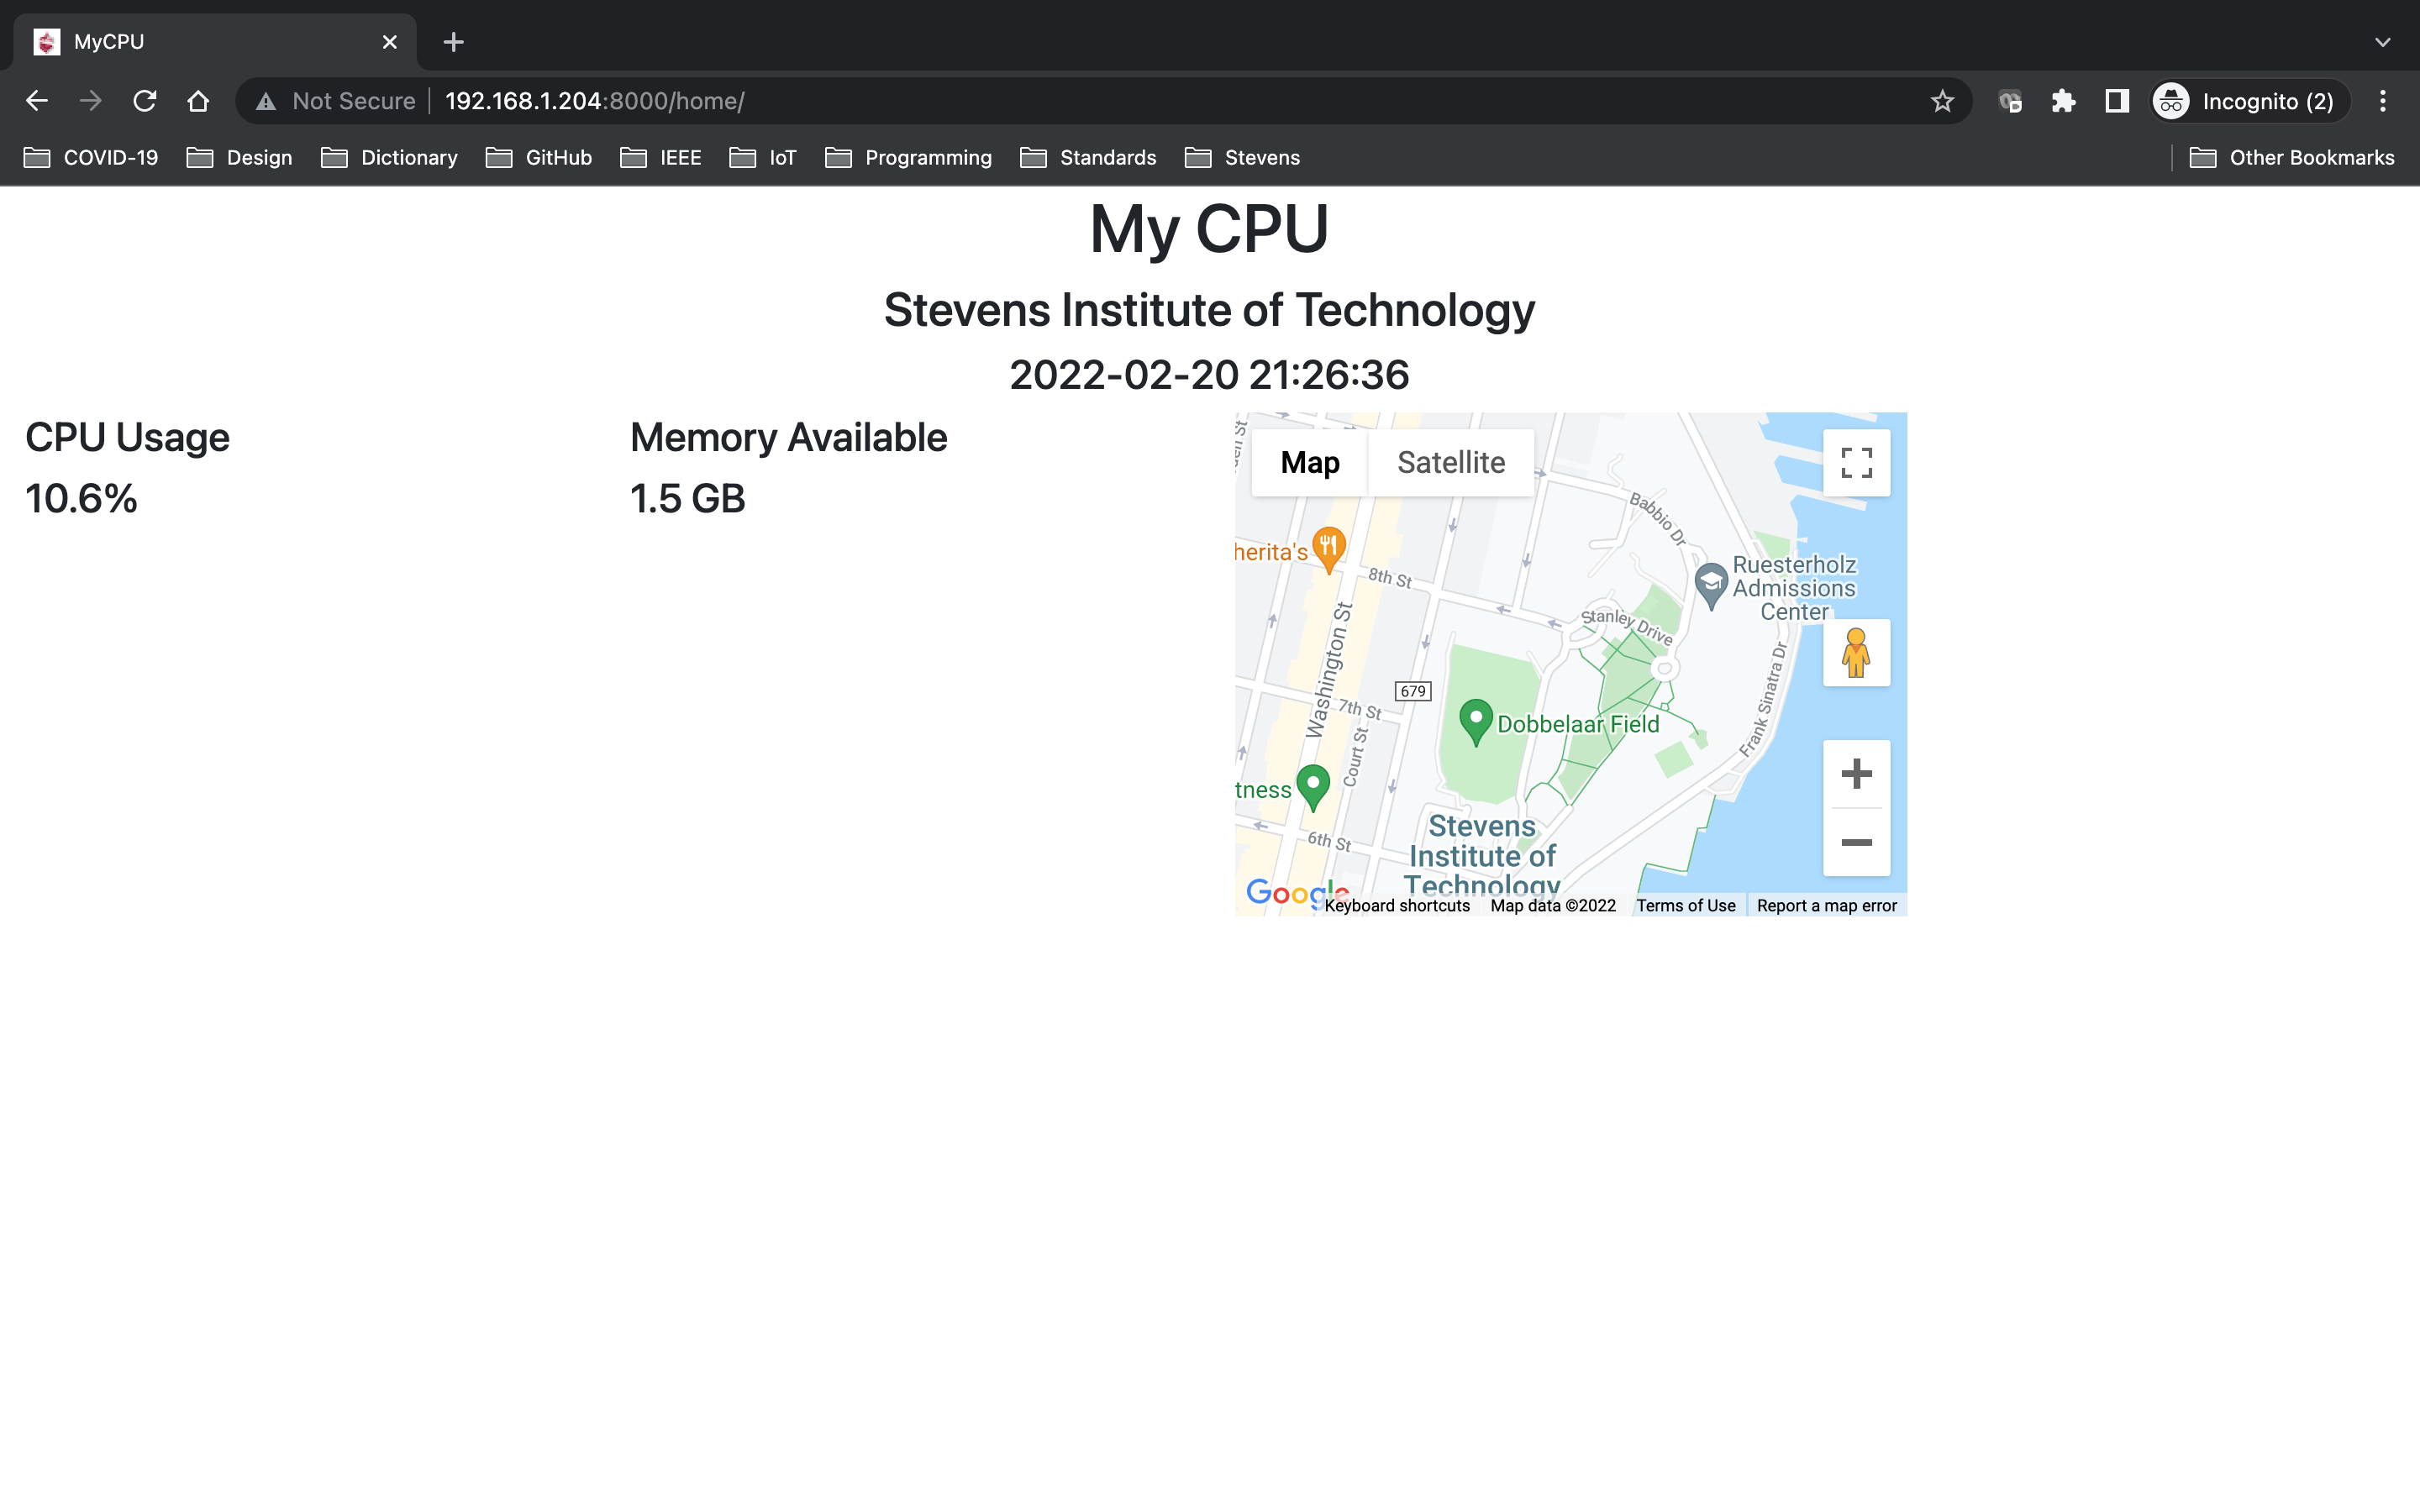 MyCPU
Not Secure
192.168.1.204:8000/home/
Incognito (2)
COVID-19
Design
Dictionary
GitHub
IEEE
IoT
Programming
Standards
Stevens
Other Bookmarks
My CPU
Stevens Institute of Technology
2022-02-20 21:26:36
CPU Usage
10.6%
Memory Available
1.5 GB
Map
Satellite
Babbio Dr
herita's
8th St
Ruesterholz
Admissions
Center
Stanley Drive
Washington St
679
7th St
Dobbelaar Field
Frank Sinatra Dr
Court St
tness
6th St
Stevens
Institute of
Technology
Google
Keyboard shortcuts
Map data ©2022
Terms of Use
Report a map error